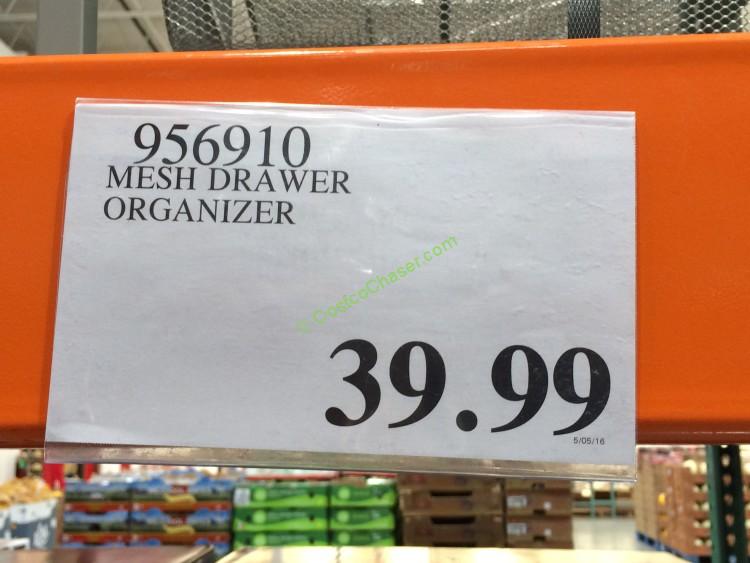 956910
MESH DRAWER
ORGANIZER
© CostcoChaser.com
39.99
5/05/16